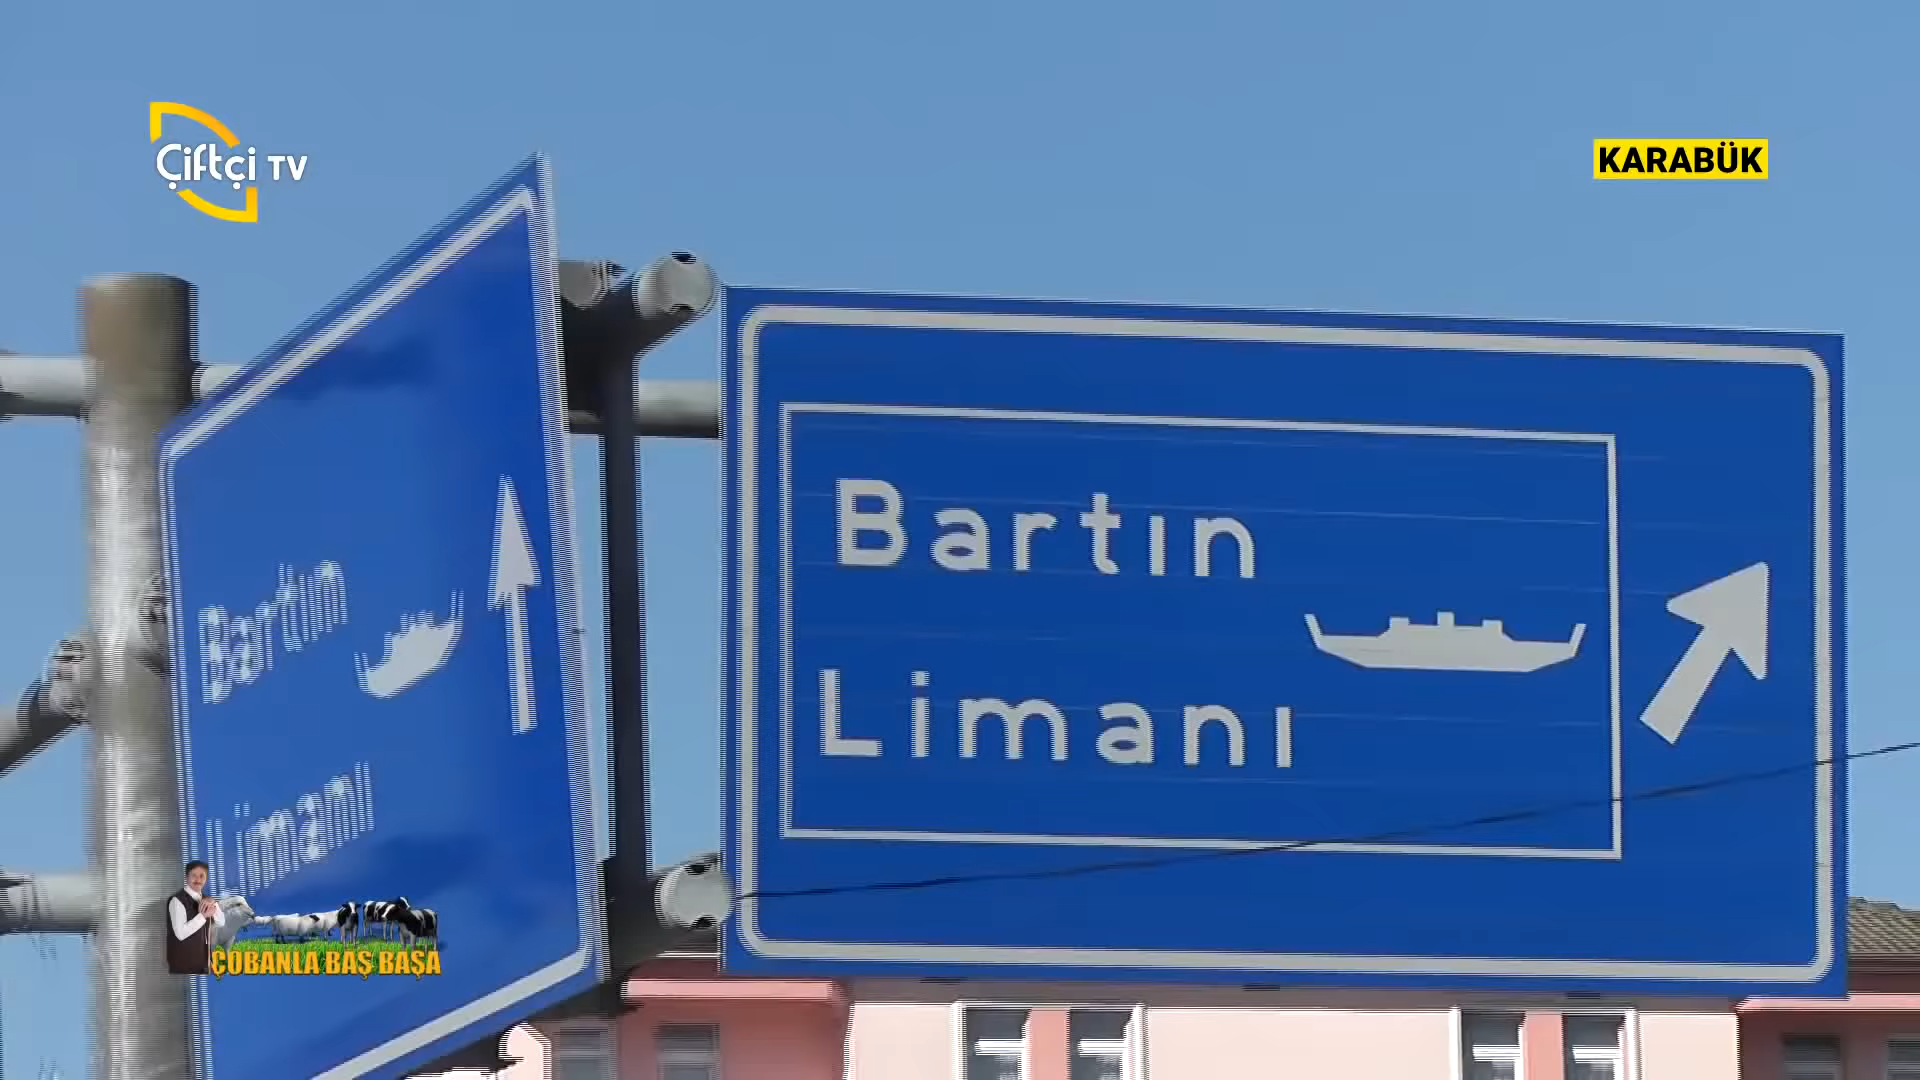 Çiftçi TV
KARABÜK
Bartın
Limanı
Bartın
Limanı
ÇOBANLA BAŞ BAŞA